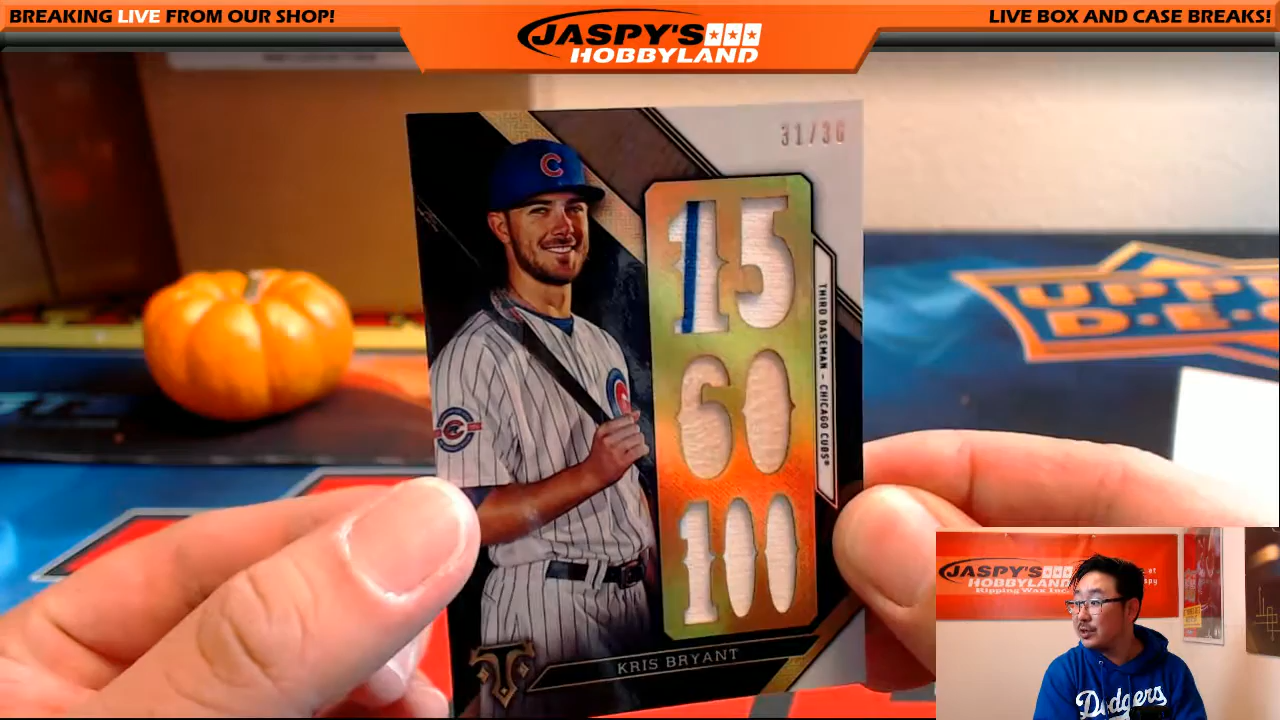 BREAKING LIVE FROM OUR SHOP!
JASPY'S
HOBBYLAND
LIVE BOX AND CASE BREAKS!
31/36
C
15
60
100
THIRD BASEMAN – CHICAGO CUBS®
KRIS BRYANT
T
UPP
D·E·C
JASPY'S
HOBBYLAND
Ripping Wax Inc.
Dodgers